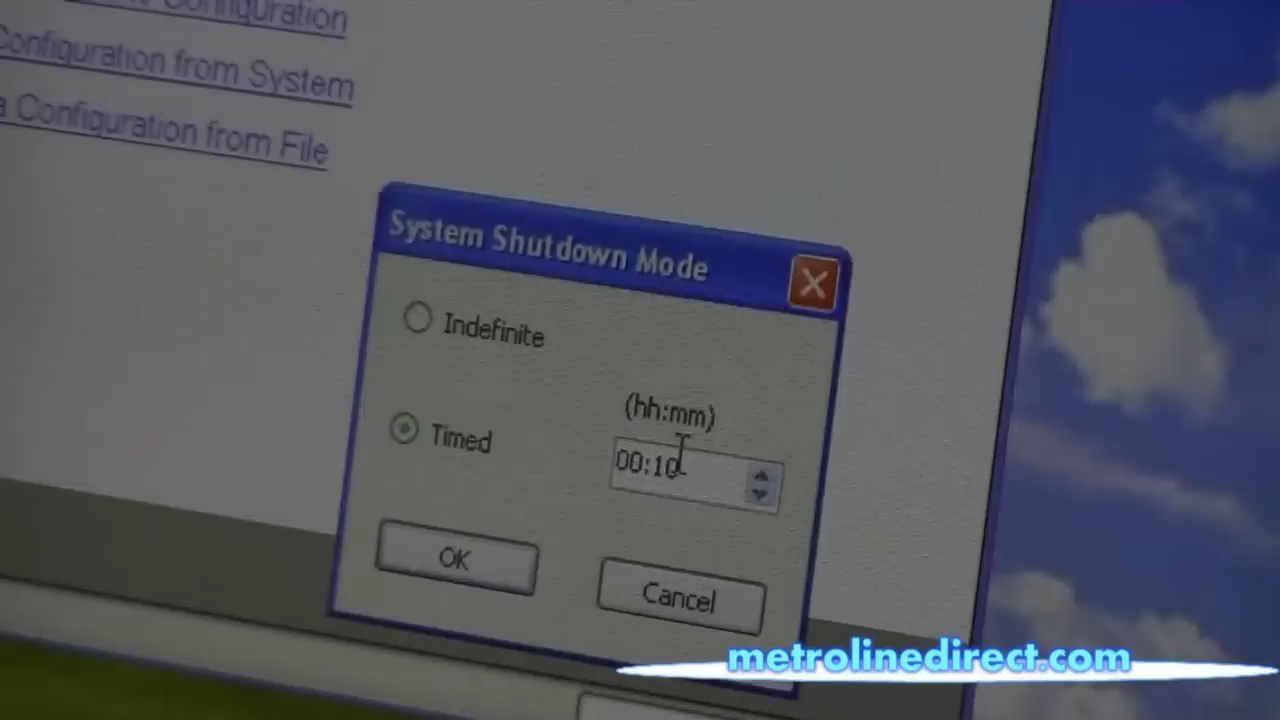 Configuration
Configuration from System
a Configuration from File
System Shutdown Mode
Indefinite
(hh:mm)
Timed
00:10
OK
Cancel
metrolinedirect.com